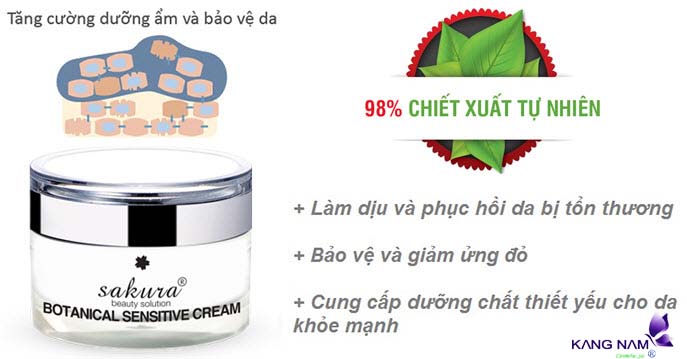 Tăng cường dưỡng ẩm và bảo vệ da
98% CHIẾT XUẤT TỰ NHIÊN
sakura®
beauty solution
BOTANICAL SENSITIVE CREAM
+ Làm dịu và phục hồi da bị tổn thương
+ Bảo vệ và giảm ửng đỏ
+ Cung cấp dưỡng chất thiết yếu cho da
khỏe mạnh
KANG NAM
®